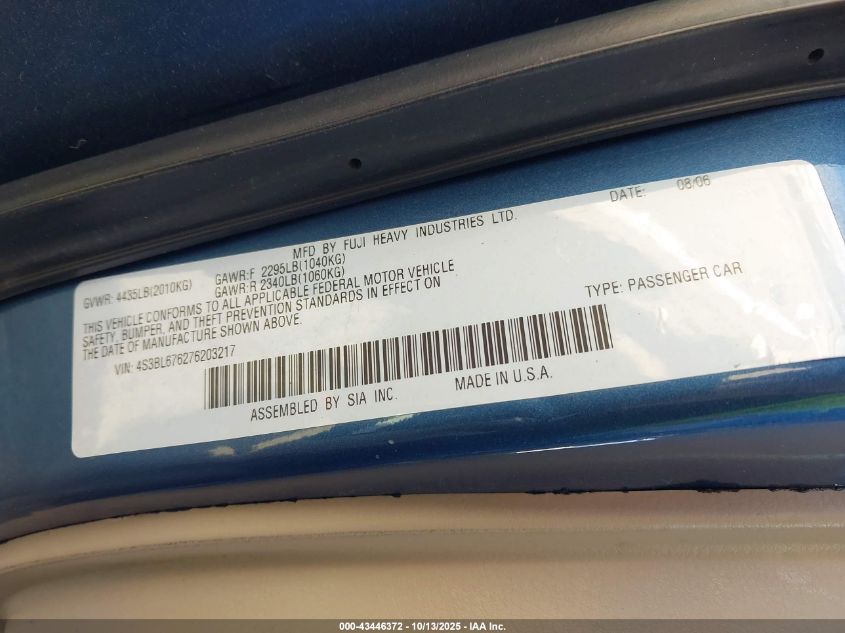 MFD BY FUJI HEAVY INDUSTRIES LTD. DATE: 08/06
GVWR: 4435LB(2010KG) GAWR:F 2295LB(1040KG)
GAWR:R 2340LB(1060KG)
THIS VEHICLE CONFORMS TO ALL APPLICABLE FEDERAL MOTOR VEHICLE
SAFETY, BUMPER, AND THEFT PREVENTION STANDARDS IN EFFECT ON
THE DATE OF MANUFACTURE SHOWN ABOVE.
VIN: 4S3BL676276203217 TYPE: PASSENGER CAR
ASSEMBLED BY SIA INC. MADE IN U.S.A.
000-43446372 • 10/13/2025 • IAA Inc.